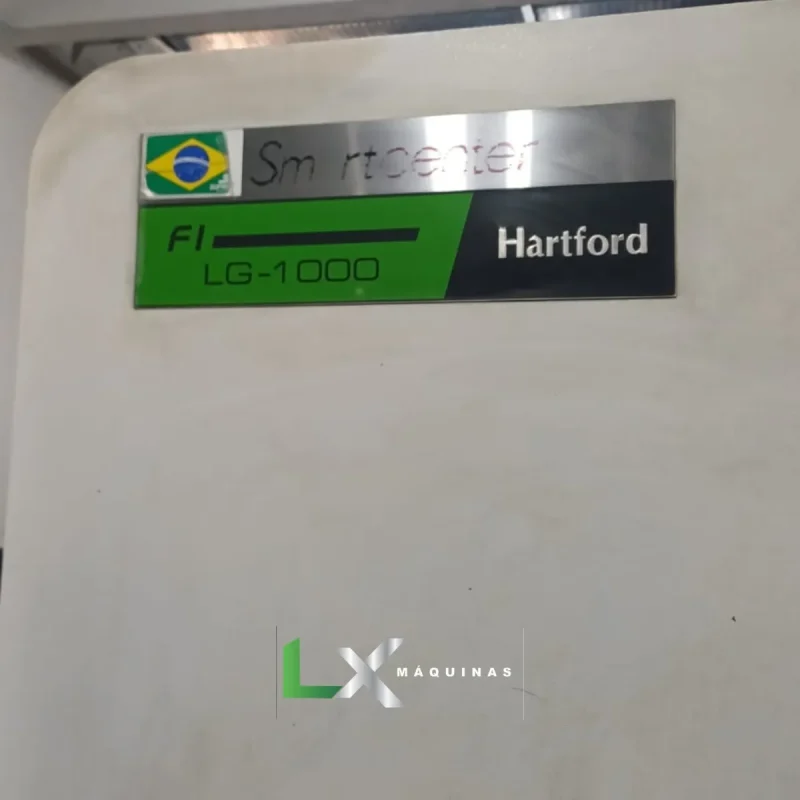 Sm rtcenter
FI
LG-1000
Hartford
LX MÁQUINAS